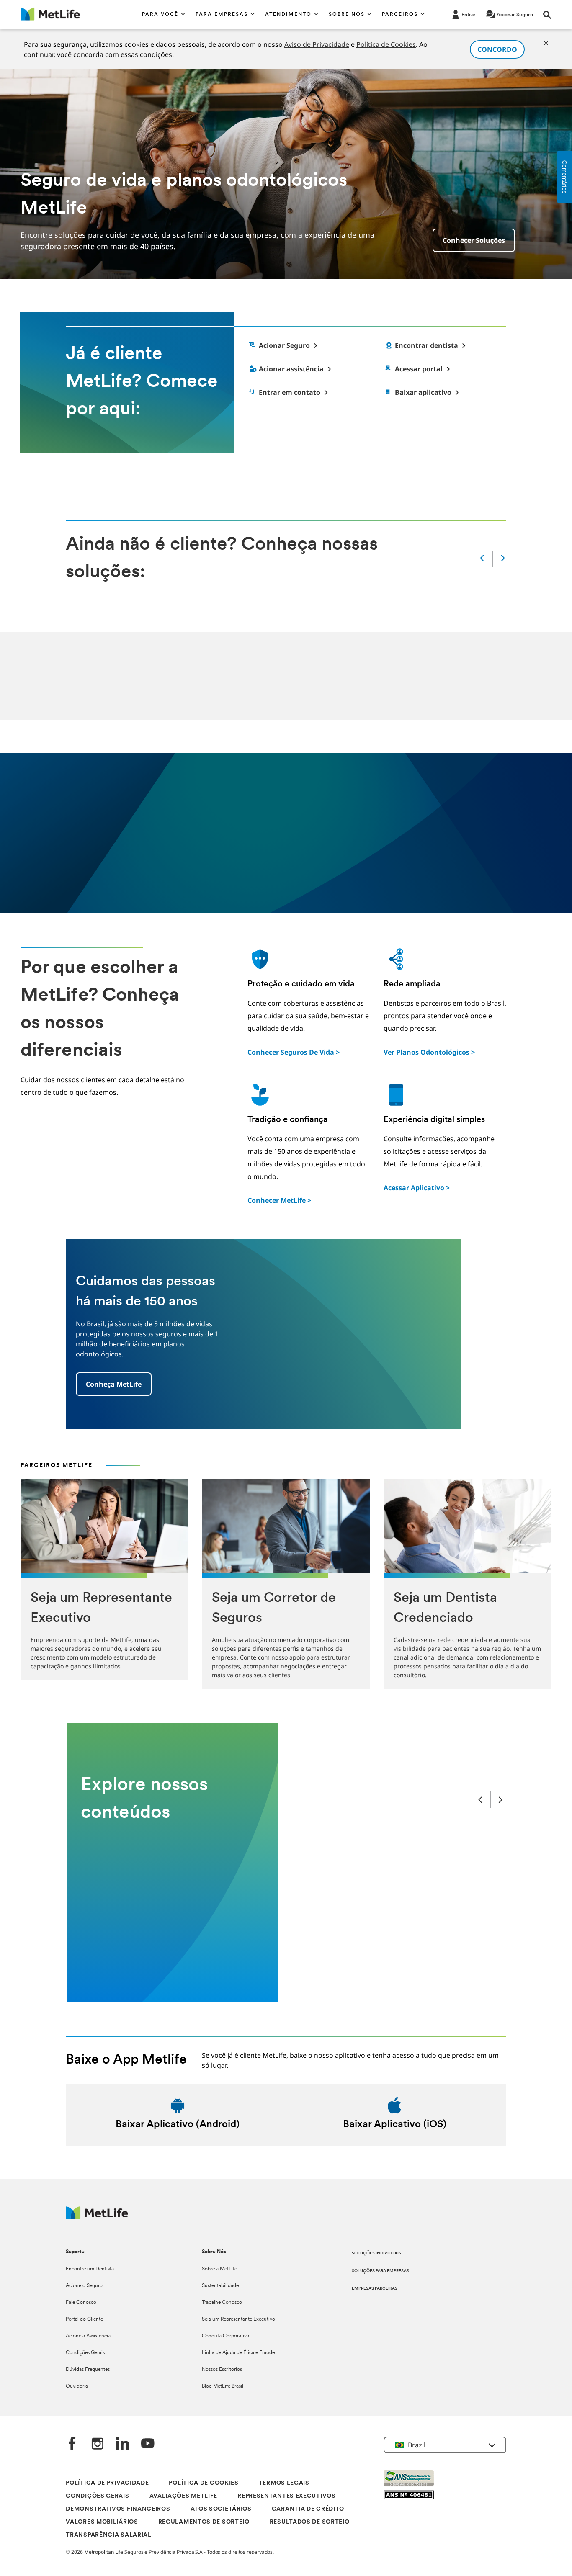 MetLife
PARA VOCÊ
PARA EMPRESAS
ATENDIMENTO
SOBRE NÓS
PARCEIROS
Entrar
Acionar Seguro
Para sua segurança, utilizamos cookies e dados pessoais, de acordo com o nosso Aviso de Privacidade e Política de Cookies. Ao
continuar, você concorda com essas condições.
CONCORDO
Comentários
Seguro de vida e planos odontológicos
MetLife
Encontre soluções para cuidar de você, da sua família e da sua empresa, com a experiência de uma
seguradora presente em mais de 40 países.
Conhecer Soluções
Já é cliente
MetLife? Comece
por aqui:
Acionar Seguro
Encontrar dentista
Acionar assistência
Acessar portal
Entrar em contato
Baixar aplicativo
Ainda não é cliente? Conheça nossas
soluções:
Por que escolher a
MetLife? Conheça
os nossos
diferenciais
Cuidar dos nossos clientes em cada detalhe está no
centro de tudo o que fazemos.
Proteção e cuidado em vida
Conte com coberturas e assistências
para cuidar da sua saúde, bem-estar e
qualidade de vida.
Conhecer Seguros De Vida >
Rede ampliada
Dentistas e parceiros em todo o Brasil,
prontos para atender você onde e
quando precisar.
Ver Planos Odontológicos >
Tradição e confiança
Você conta com uma empresa com
mais de 150 anos de experiência e
milhões de vidas protegidas em todo
o mundo.
Conhecer MetLife >
Experiência digital simples
Consulte informações, acompanhe
solicitações e acesse serviços da
MetLife de forma rápida e fácil.
Acessar Aplicativo >
Cuidamos das pessoas
há mais de 150 anos
No Brasil, já são mais de 5 milhões de vidas
protegidas pelos nossos seguros e mais de 1
milhão de beneficiários em planos
odontológicos.
Conheça MetLife
PARCEIROS METLIFE
Seja um Representante
Executivo
Empreenda com suporte da MetLife, uma das
maiores seguradoras do mundo, e acelere seu
crescimento com um modelo estruturado de
capacitação e ganhos ilimitados
Seja um Corretor de
Seguros
Amplie sua atuação no mercado corporativo com
soluções para diferentes perfis e tamanhos de
empresa. Conte com nosso apoio para estruturar
propostas, acompanhar negociações e entregar
mais valor aos seus clientes.
Seja um Dentista
Credenciado
Cadastre-se na rede credenciada e aumente sua
visibilidade para pacientes na sua região. Tenha um
canal adicional de demanda, com relacionamento e
processos pensados para facilitar o dia a dia do
consultório.
Explore nossos
conteúdos
Baixe o App Metlife
Se você já é cliente MetLife, baixe o nosso aplicativo e tenha acesso a tudo que precisa em um
só lugar.
Baixar Aplicativo (Android)
Baixar Aplicativo (iOS)
MetLife
Suporte
Encontre um Dentista
Acione o Seguro
Fale Conosco
Portal do Cliente
Acione a Assistência
Condições Gerais
Dúvidas Frequentes
Ouvidoria
Sobre Nós
Sobre a MetLife
Sustentabilidade
Trabalhe Conosco
Seja um Representante Executivo
Conduta Corporativa
Linha de Ajuda de Ética e Fraude
Nossos Escritórios
Blog MetLife Brasil
SOLUÇÕES INDIVIDUAIS
SOLUÇÕES PARA EMPRESAS
EMPRESAS PARCEIRAS
Brazil
POLÍTICA DE PRIVACIDADE
POLÍTICA DE COOKIES
TERMOS LEGAIS
CONDIÇÕES GERAIS
AVALIAÇÕES METLIFE
REPRESENTANTES EXECUTIVOS
DEMONSTRATIVOS FINANCEIROS
ATOS SOCIETÁRIOS
GARANTIA DE CRÉDITO
VALORES MOBILIÁRIOS
REGULAMENTOS DE SORTEIO
RESULTADOS DE SORTEIO
TRANSPARÊNCIA SALARIAL
ANS
ANS Nº 406481
© 2026 Metropolitan Life Seguros e Previdência Privada S.A - Todos os direitos reservados.